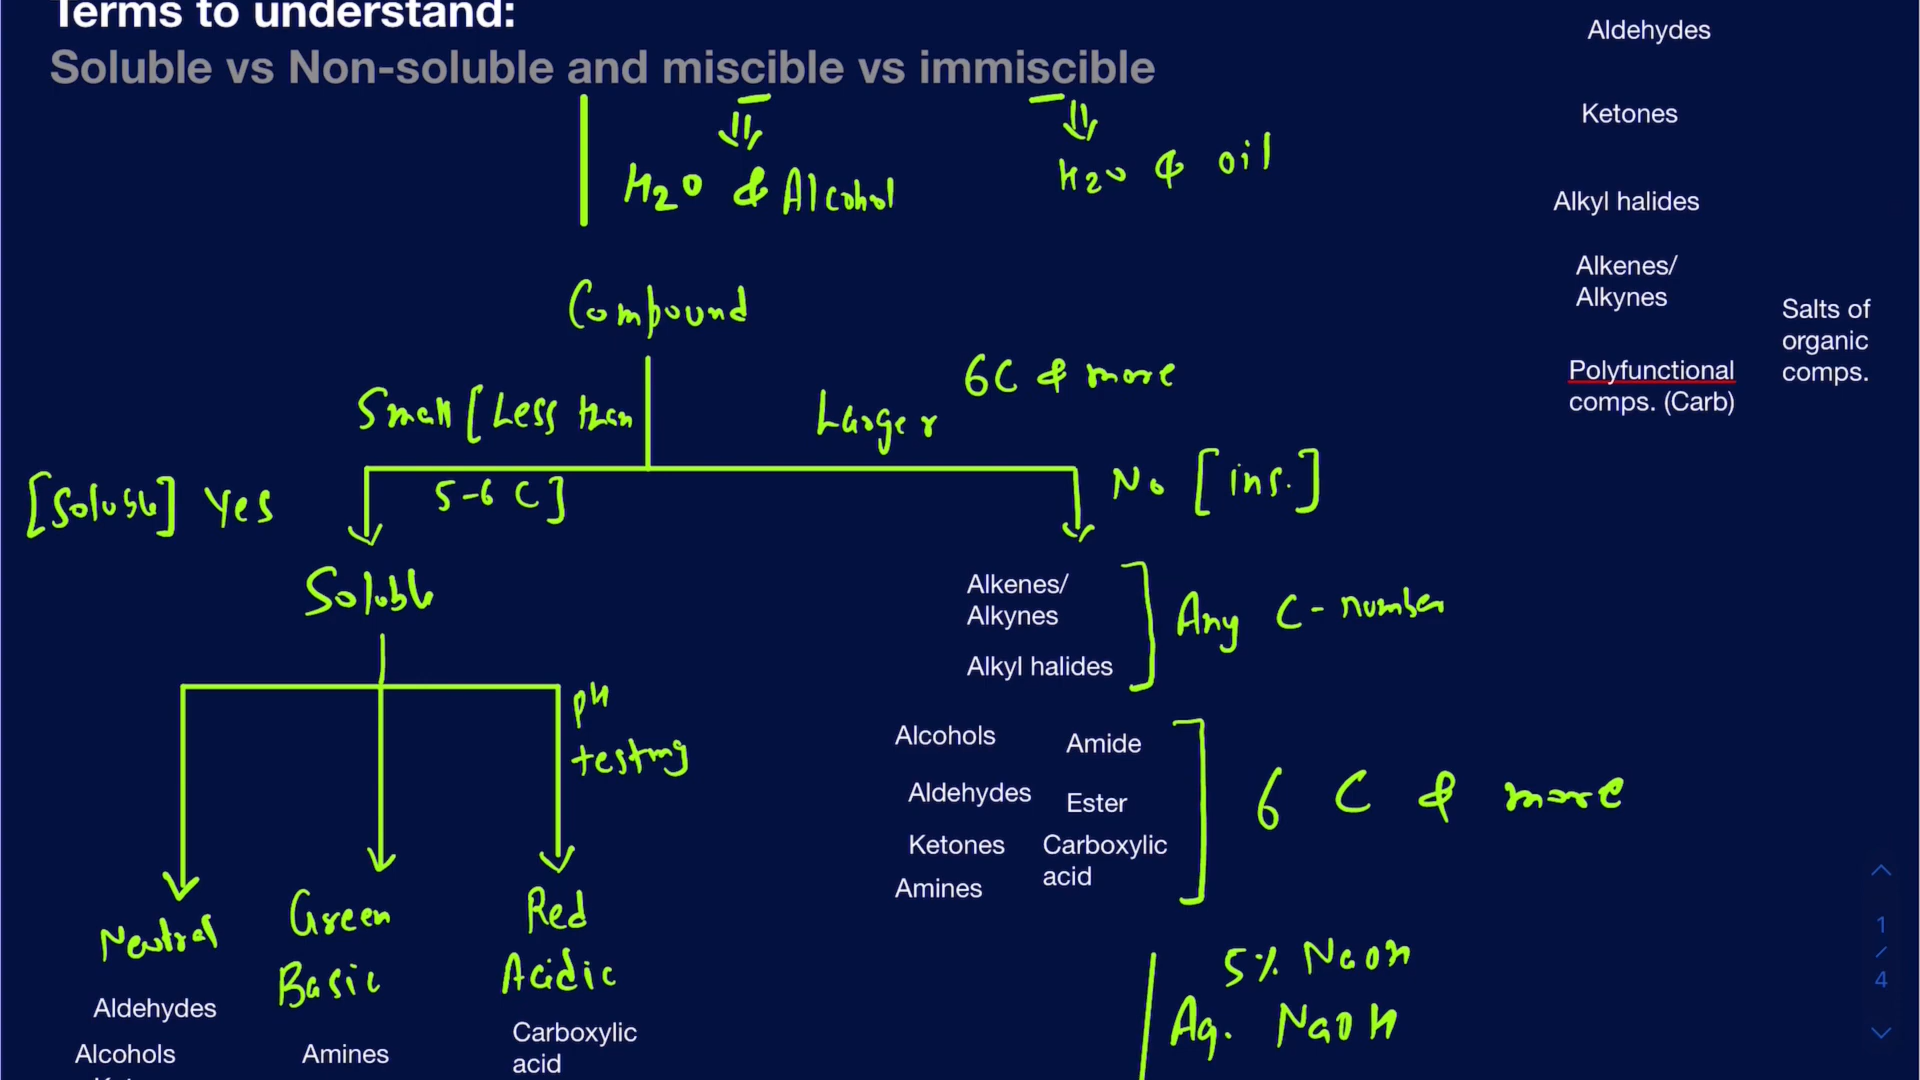 Terms to understand:
Soluble vs Non-soluble and miscible vs immiscible
H2O & Alcohol
H2O & oil
Aldehydes
Ketones
Alkyl halides
Alkenes/
Alkynes
Salts of
organic
comps.
Polyfunctional
comps. (Carb)
Compound
Small [Less than
5-6 C]
Larger
6C & more
[Soluble] Yes
No [ins.]
Soluble
Alkenes/
Alkynes
Alkyl halides
Any C-number
pH
testing
Alcohols
Amide
Aldehydes
Ester
Ketones
Carboxylic
acid
Amines
6 C & more
Neutral
Green
Basic
Red
Acidic
Aldehydes
Alcohols
Amines
Carboxylic
acid
5% NaOH
Aq. NaOH
1
/
4